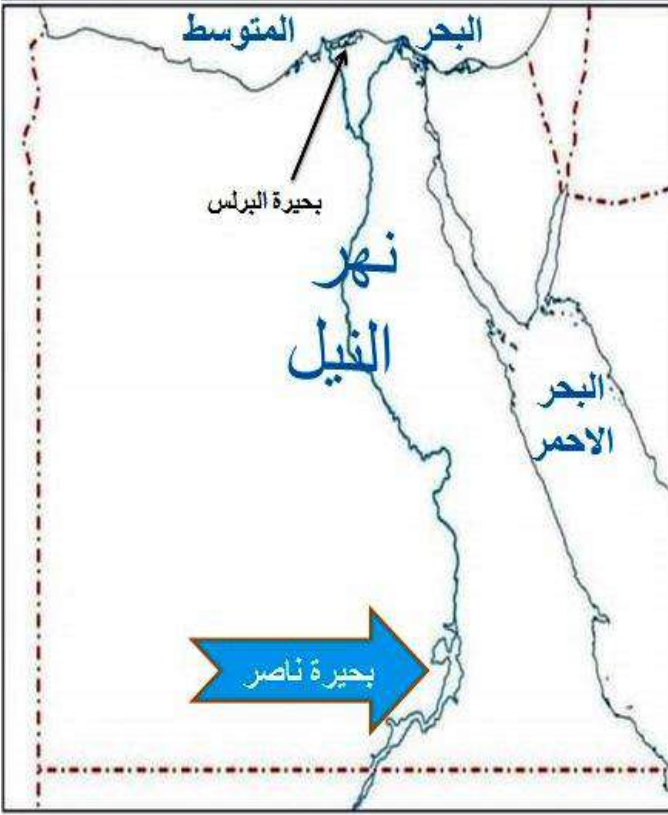 البحر المتوسط
بحيرة البرلس
نهر
النيل
البحر
الاحمر
بحيرة ناصر